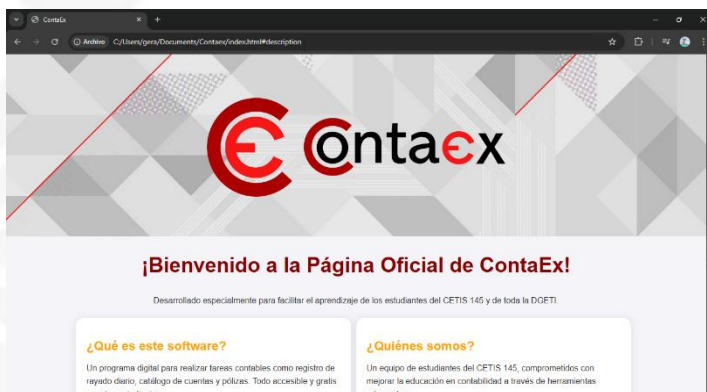 ContaEx
Archivo C:/Users/gera/Documents/Contaex/index.html#description
ContaEx
¡Bienvenido a la Página Oficial de ContaEx!
Desarrollado especialmente para facilitar el aprendizaje de los estudiantes del CETIS 145 y de toda la DGETI.
¿Qué es este software?
Un programa digital para realizar tareas contables como registro de
rayado diario, catálogo de cuentas y pólizas. Todo accesible y gratis
¿Quiénes somos?
Un equipo de estudiantes del CETIS 145, comprometidos con
mejorar la educación en contabilidad a través de herramientas